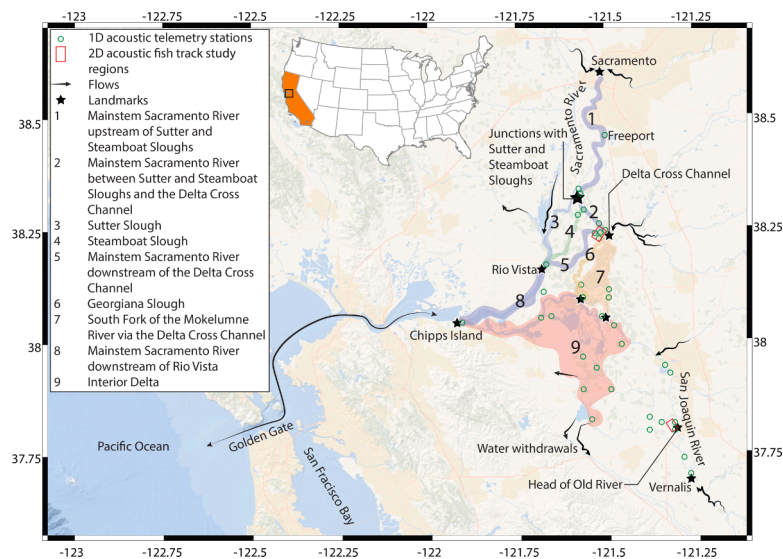 -123
-122.75
-122.5
-122.25
-122
-121.75
-121.5
-121.25
1D acoustic telemetry stations
2D acoustic fish track study
regions
Flows
Landmarks
1 Mainstem Sacramento River
upstream of Sutter and
Steamboat Sloughs
2 Mainstem Sacramento River
between Sutter and Steamboat
Sloughs and the Delta Cross
Channel
3 Sutter Slough
4 Steamboat Slough
5 Mainstem Sacramento River
downstream of the Delta Cross
Channel
6 Georgiana Slough
7 South Fork of the Mokelumne
River via the Delta Cross Channel
8 Mainstem Sacramento River
downstream of Rio Vista
9 Interior Delta
Sacramento
Sacramento River
1
Freeport
Junctions with
Sutter and
Steamboat
Sloughs
Delta Cross Channel
2
3
4
5
6
7
Rio Vista
8
Chipps Island
9
San Joaquin River
Water withdrawals
Head of Old River
Vernalis
Golden Gate
Pacific Ocean
San Fracisco Bay
38.5
38.25
38
37.75
38.5
38.25
38
37.75
-123
-122.75
-122.5
-122.25
-122
-121.75
-121.5
-121.25